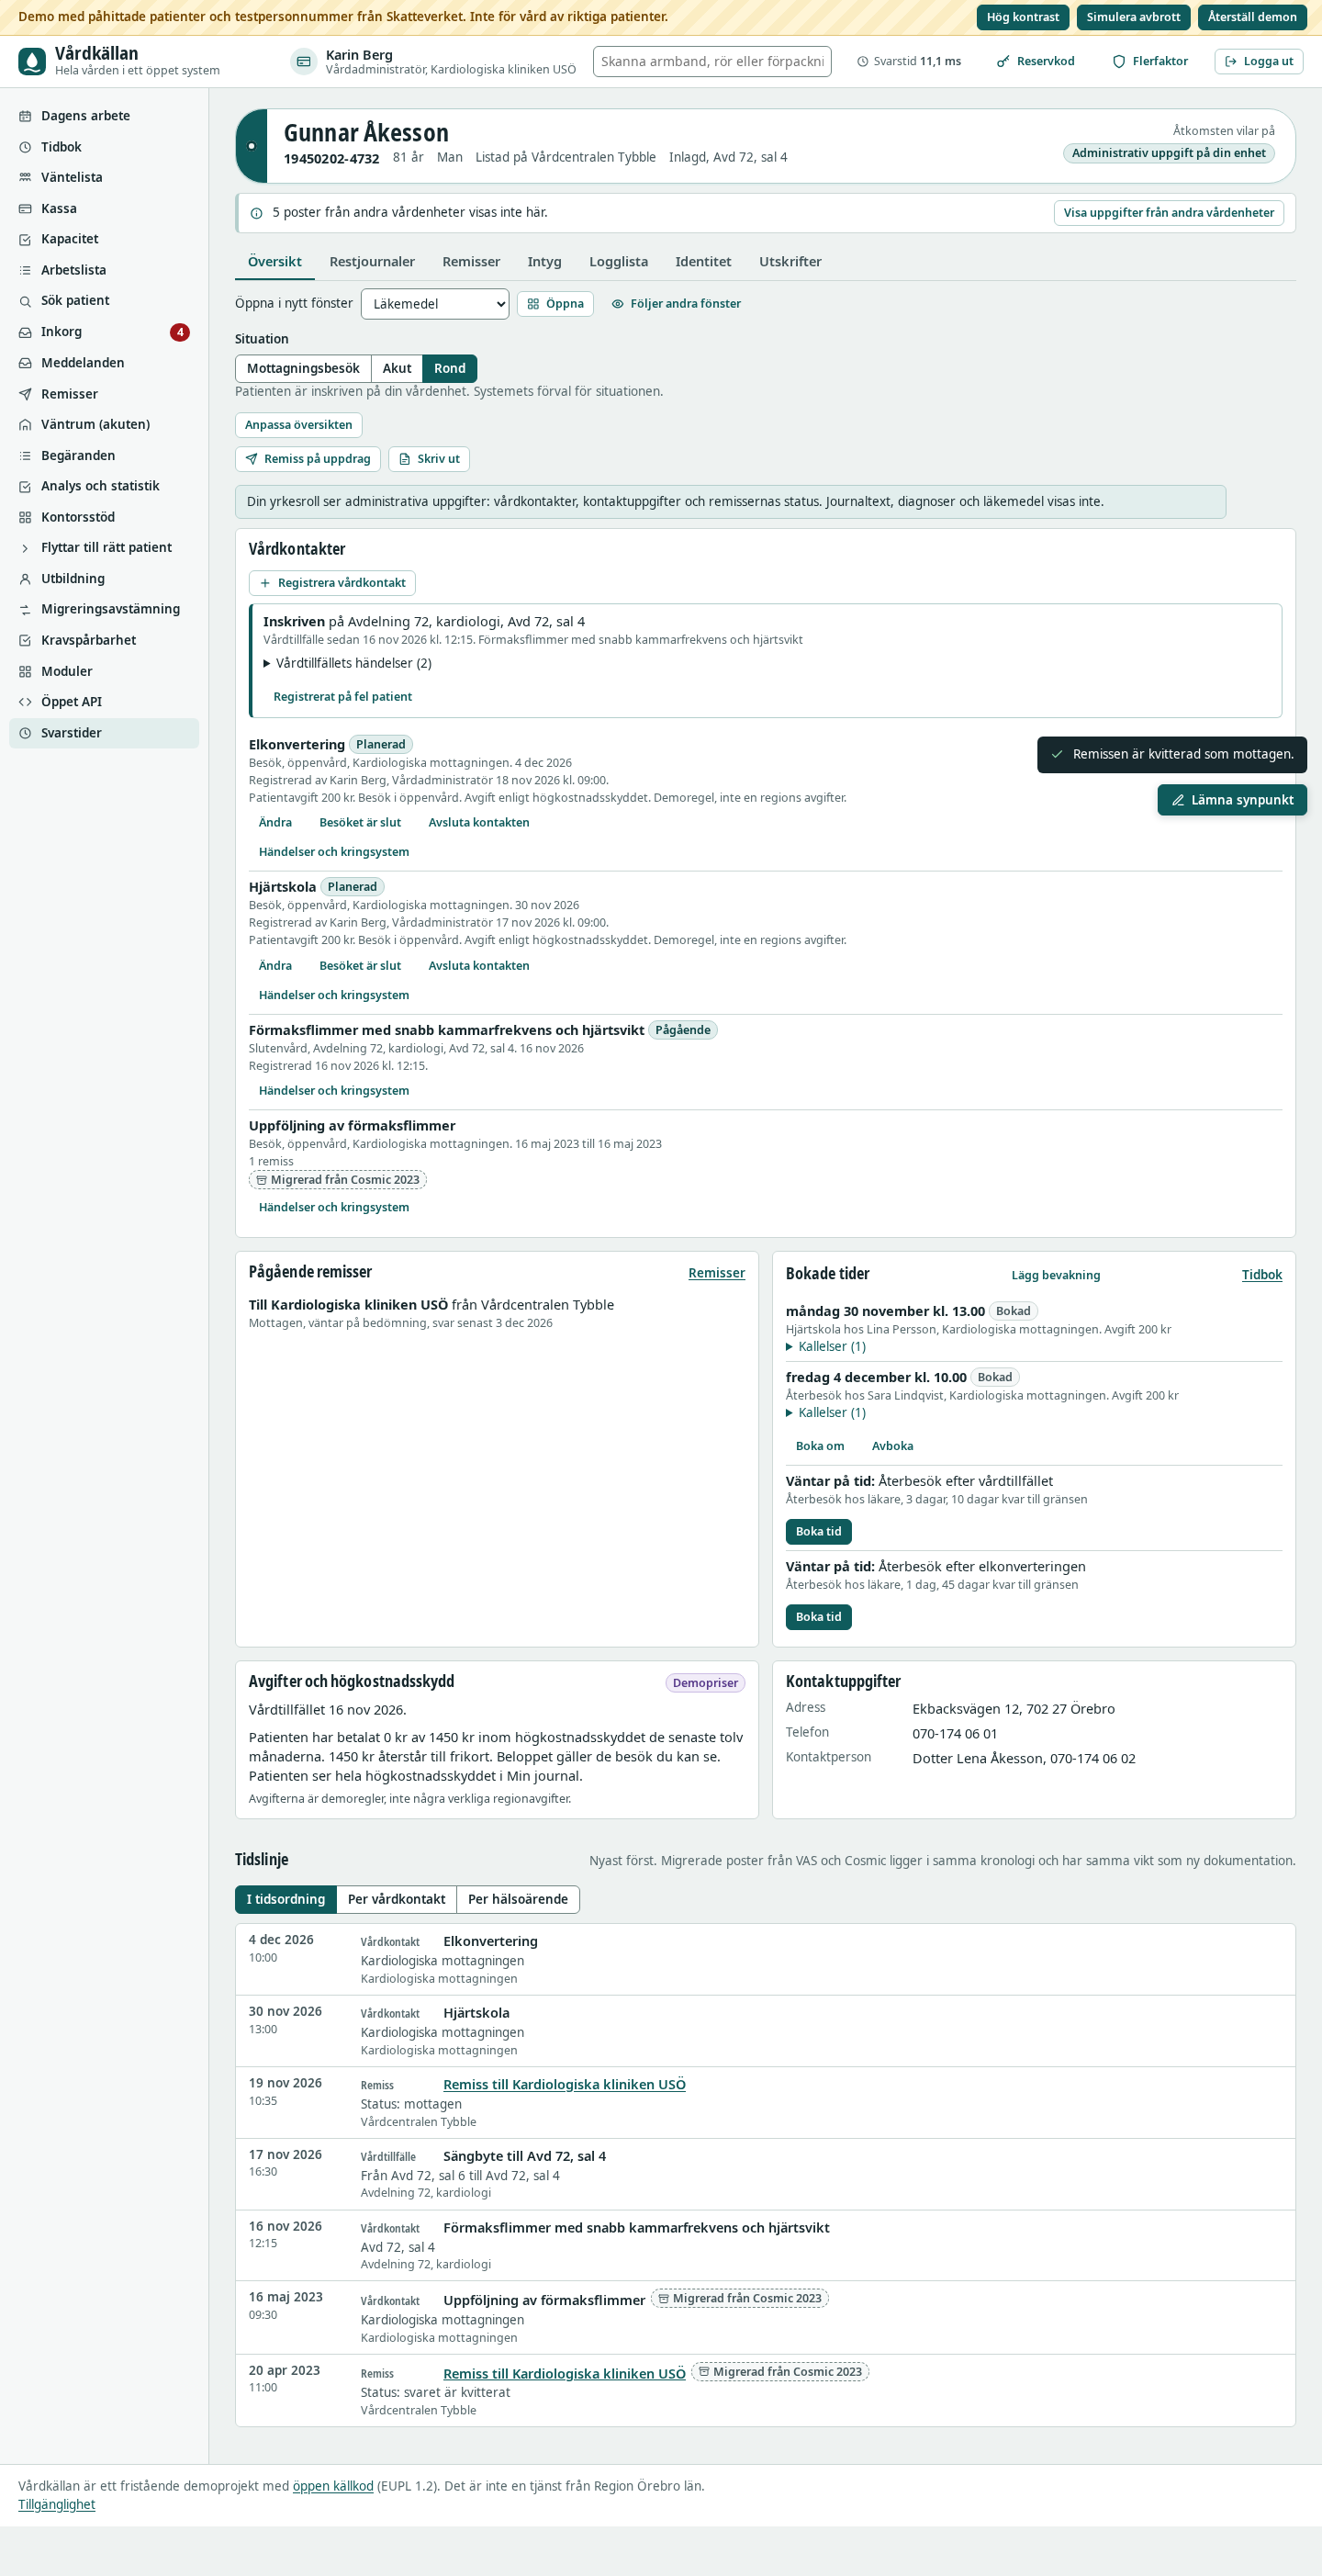 Demo med påhittade patienter och testpersonnummer från Skatteverket. Inte för vård av riktiga patienter.
Hög kontrast
Simulera avbrott
Återställ demon
Vårdkällan
Hela vården i ett öppet system
Karin Berg
Vårdadministratör, Kardiologiska kliniken USÖ
Skanna armband, rör eller förpackni
Svarstid 11,1 ms
Reservkod
Flerfaktor
Logga ut
Dagens arbete
Tidbok
Väntelista
Kassa
Kapacitet
Arbetslista
Sök patient
Inkorg 4
Meddelanden
Remisser
Väntrum (akuten)
Begäranden
Analys och statistik
Kontorsstöd
Flyttar till rätt patient
Utbildning
Migreringsavstämning
Kravspårbarhet
Moduler
Öppet API
Svarstider
Gunnar Åkesson
19450202-4732 81 år Man Listad på Vårdcentralen Tybble Inlagd, Avd 72, sal 4
Åtkomsten vilar på
Administrativ uppgift på din enhet
5 poster från andra vårdenheter visas inte här.
Visa uppgifter från andra vårdenheter
Översikt
Restjournaler
Remisser
Intyg
Logglista
Identitet
Utskrifter
Öppna i nytt fönster
Läkemedel
Öppna
Följer andra fönster
Situation
Mottagningsbesök
Akut
Rond
Patienten är inskriven på din vårdenhet. Systemets förval för situationen.
Anpassa översikten
Remiss på uppdrag
Skriv ut
Din yrkesroll ser administrativa uppgifter: vårdkontakter, kontaktuppgifter och remissernas status. Journaltext, diagnoser och läkemedel visas inte.
Vårdkontakter
Registrera vårdkontakt
Inskriven på Avdelning 72, kardiologi, Avd 72, sal 4
Vårdtillfälle sedan 16 nov 2026 kl. 12:15. Förmaksflimmer med snabb kammarfrekvens och hjärtsvikt
Vårdtillfällets händelser (2)
Registrerat på fel patient
Elkonvertering Planerad
Besök, öppenvård, Kardiologiska mottagningen. 4 dec 2026
Registrerad av Karin Berg, Vårdadministratör 18 nov 2026 kl. 09:00.
Patientavgift 200 kr. Besök i öppenvård. Avgift enligt högkostnadsskyddet. Demoregel, inte en regions avgifter.
Ändra
Besöket är slut
Avsluta kontakten
Händelser och kringsystem
Remissen är kvitterad som mottagen.
Lämna synpunkt
Hjärtskola Planerad
Besök, öppenvård, Kardiologiska mottagningen. 30 nov 2026
Registrerad av Karin Berg, Vårdadministratör 17 nov 2026 kl. 09:00.
Patientavgift 200 kr. Besök i öppenvård. Avgift enligt högkostnadsskyddet. Demoregel, inte en regions avgifter.
Ändra
Besöket är slut
Avsluta kontakten
Händelser och kringsystem
Förmaksflimmer med snabb kammarfrekvens och hjärtsvikt Pågående
Slutenvård, Avdelning 72, kardiologi, Avd 72, sal 4. 16 nov 2026
Registrerad 16 nov 2026 kl. 12:15.
Händelser och kringsystem
Uppföljning av förmaksflimmer
Besök, öppenvård, Kardiologiska mottagningen. 16 maj 2023 till 16 maj 2023
1 remiss
Migrerad från Cosmic 2023
Händelser och kringsystem
Pågående remisser
Remisser
Till Kardiologiska kliniken USÖ från Vårdcentralen Tybble
Mottagen, väntar på bedömning, svar senast 3 dec 2026
Bokade tider
Lägg bevakning
Tidbok
måndag 30 november kl. 13.00 Bokad
Hjärtskola hos Lina Persson, Kardiologiska mottagningen. Avgift 200 kr
Kallelser (1)
fredag 4 december kl. 10.00 Bokad
Återbesök hos Sara Lindqvist, Kardiologiska mottagningen. Avgift 200 kr
Kallelser (1)
Boka om
Avboka
Väntar på tid: Återbesök efter vårdtillfället
Återbesök hos läkare, 3 dagar, 10 dagar kvar till gränsen
Boka tid
Väntar på tid: Återbesök efter elkonverteringen
Återbesök hos läkare, 1 dag, 45 dagar kvar till gränsen
Boka tid
Avgifter och högkostnadsskydd
Demopriser
Vårdtillfället 16 nov 2026.
Patienten har betalat 0 kr av 1450 kr inom högkostnadsskyddet de senaste tolv
månaderna. 1450 kr återstår till frikort. Beloppet gäller de besök du kan se.
Patienten ser hela högkostnadsskyddet i Min journal.
Avgifterna är demoregler, inte några verkliga regionavgifter.
Kontaktuppgifter
Adress Ekbacksvägen 12, 702 27 Örebro
Telefon 070-174 06 01
Kontaktperson Dotter Lena Åkesson, 070-174 06 02
Tidslinje
Nyast först. Migrerade poster från VAS och Cosmic ligger i samma kronologi och har samma vikt som ny dokumentation.
I tidsordning
Per vårdkontakt
Per hälsoärende
4 dec 2026
10:00
Vårdkontakt Elkonvertering
Kardiologiska mottagningen
Kardiologiska mottagningen
30 nov 2026
13:00
Vårdkontakt Hjärtskola
Kardiologiska mottagningen
Kardiologiska mottagningen
19 nov 2026
10:35
Remiss Remiss till Kardiologiska kliniken USÖ
Status: mottagen
Vårdcentralen Tybble
17 nov 2026
16:30
Vårdtillfälle Sängbyte till Avd 72, sal 4
Från Avd 72, sal 6 till Avd 72, sal 4
Avdelning 72, kardiologi
16 nov 2026
12:15
Vårdkontakt Förmaksflimmer med snabb kammarfrekvens och hjärtsvikt
Avd 72, sal 4
Avdelning 72, kardiologi
16 maj 2023
09:30
Vårdkontakt Uppföljning av förmaksflimmer Migrerad från Cosmic 2023
Kardiologiska mottagningen
Kardiologiska mottagningen
20 apr 2023
11:00
Remiss Remiss till Kardiologiska kliniken USÖ Migrerad från Cosmic 2023
Status: svaret är kvitterat
Vårdcentralen Tybble
Vårdkällan är ett fristående demoprojekt med öppen källkod (EUPL 1.2). Det är inte en tjänst från Region Örebro län.
Tillgänglighet